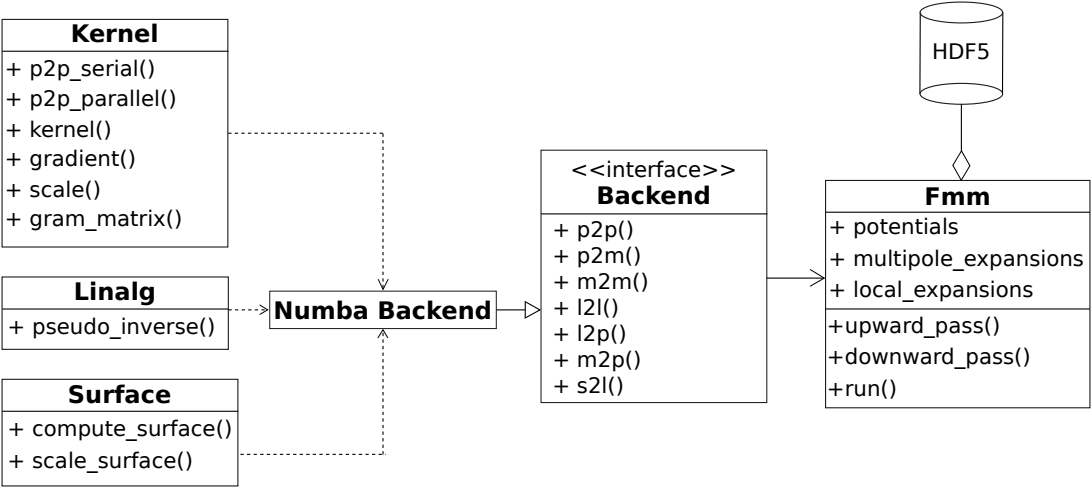 Kernel
+ p2p_serial()
+ p2p_parallel()
+ kernel()
+ gradient()
+ scale()
+ gram_matrix()
Linalg
+ pseudo_inverse()
Surface
+ compute_surface()
+ scale_surface()
Numba Backend
<<interface>>
Backend
+ p2p()
+ p2m()
+ m2m()
+ l2l()
+ l2p()
+ m2p()
+ s2l()
HDF5
Fmm
+ potentials
+ multipole_expansions
+ local_expansions
+upward_pass()
+downward_pass()
+run()